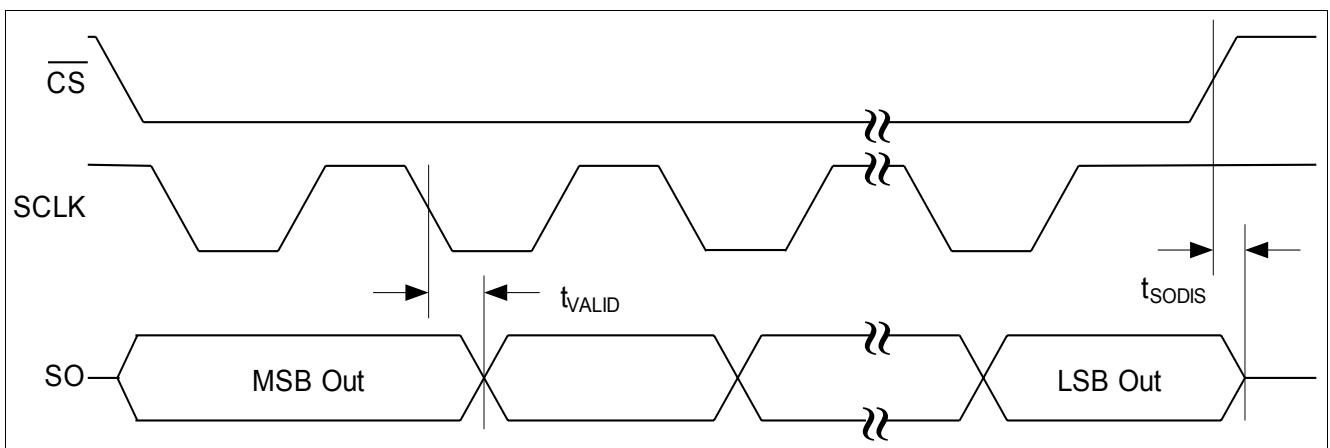 CS
SCLK
tVALID
tSODIS
SO
MSB Out
LSB Out